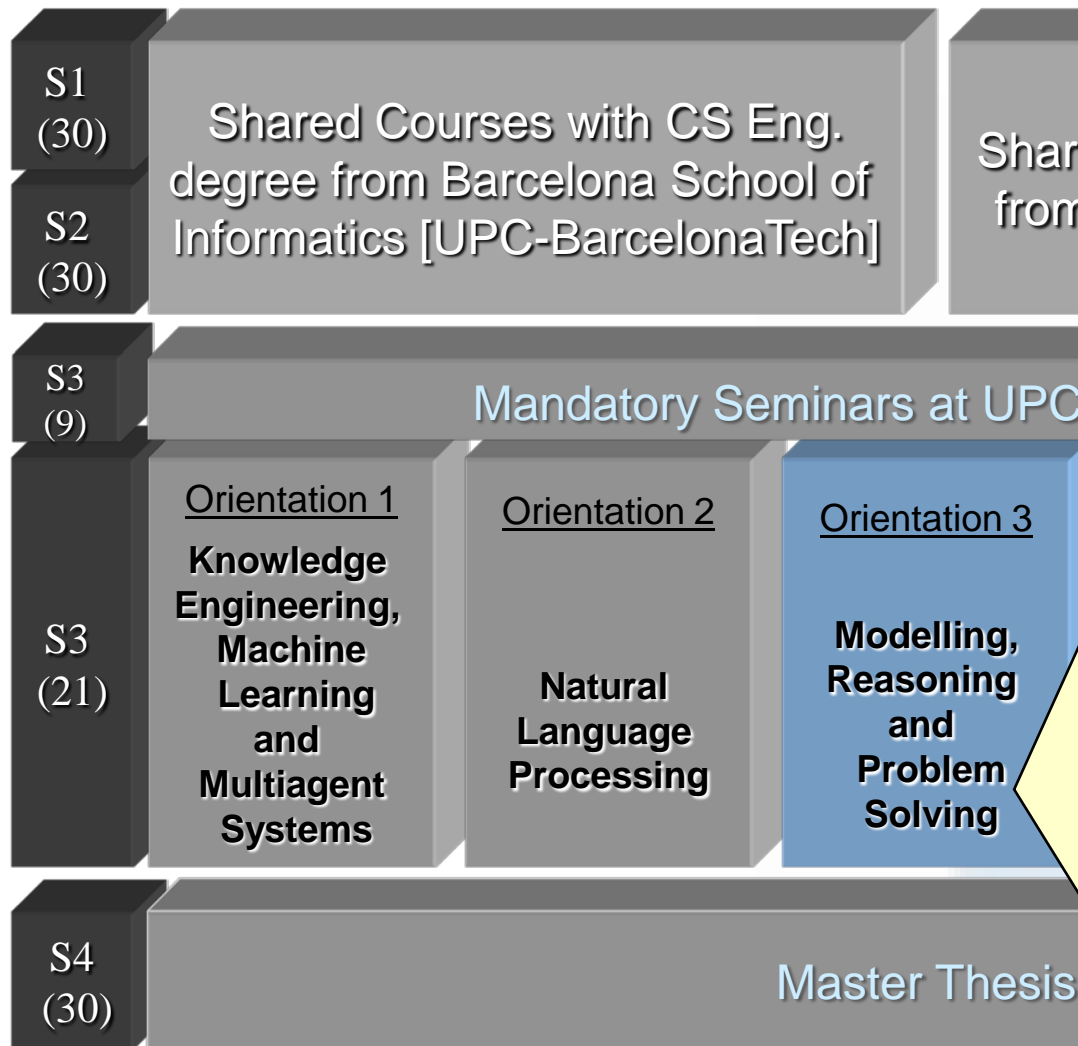 S1
(30)
Shared Courses with CS Eng.
degree from Barcelona School of
Informatics [UPC-BarcelonaTech]
S2
(30)
from
S3
(9)
Mandatory Seminars at UPC
S3
(21)
Orientation 1
Knowledge
Engineering,
Machine
Learning
and
Multiagent
Systems
Orientation 2
Natural
Language
Processing
Orientation 3
Modelling,
Reasoning
and
Problem
Solving
S4
(30)
Master Thesis